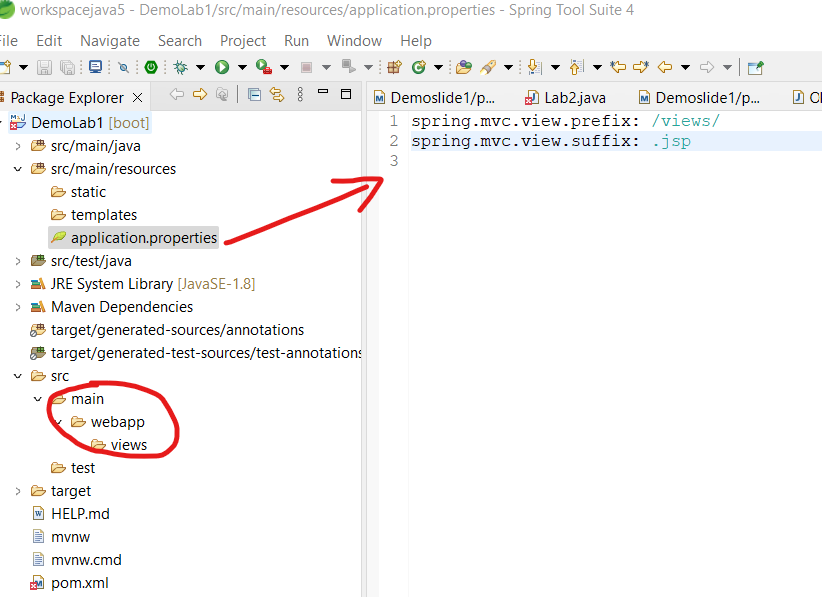 workspacejava5 - DemoLab1/src/main/resources/application.properties - Spring Tool Suite 4
File Edit Navigate Search Project Run Window Help
Package Explorer
Demoslide1/p... Lab2.java Demoslide1/p...
DemoLab1 [boot]
src/main/java
src/main/resources
static
templates
application.properties
src/test/java
JRE System Library [JavaSE-1.8]
Maven Dependencies
target/generated-sources/annotations
target/generated-test-sources/test-annotations
src
main
webapp
views
test
target
HELP.md
mvnw
mvnw.cmd
pom.xml
1 spring.mvc.view.prefix: /views/
2 spring.mvc.view.suffix: .jsp
3